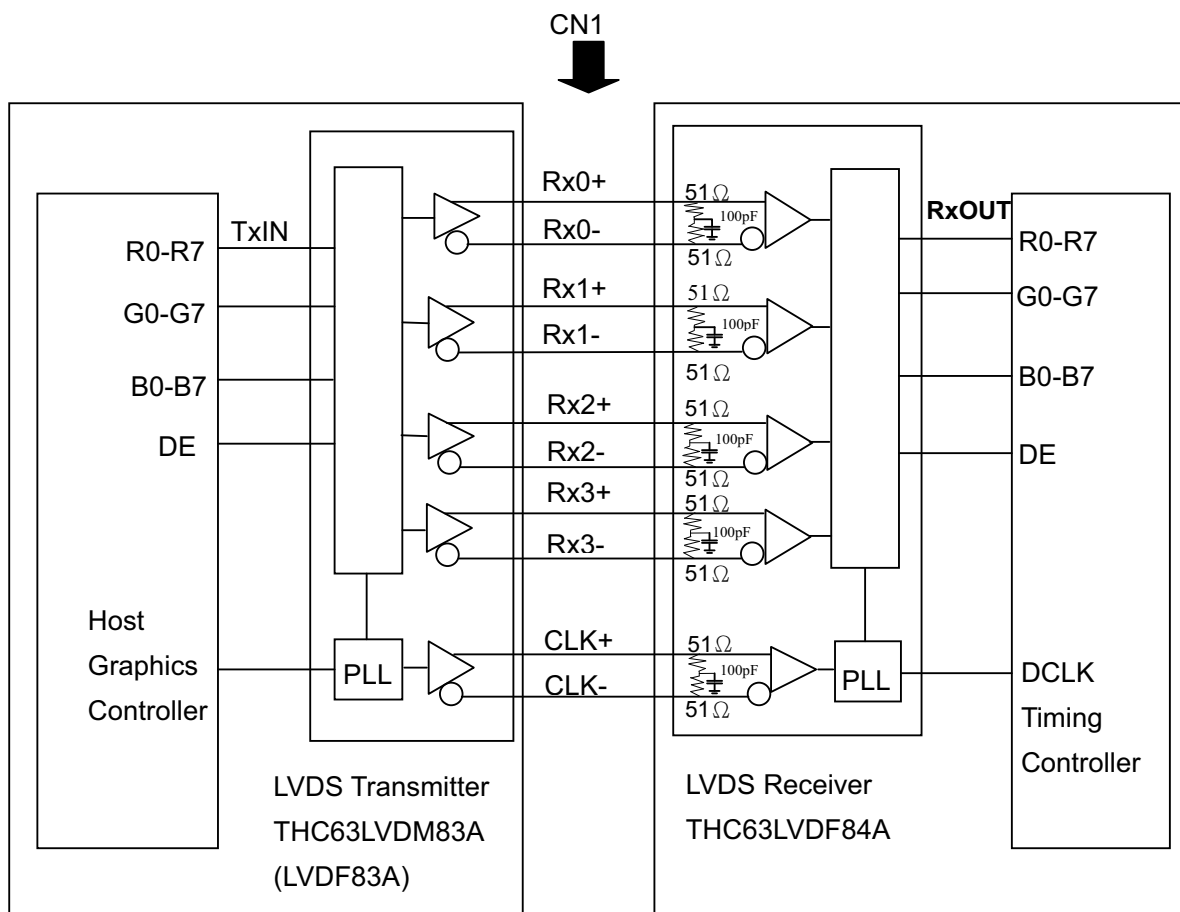 CN1
Rx0+
51Ω
100pF
Rx0-
51Ω
TxIN
RxOUT
R0-R7
R0-R7
Rx1+
51Ω
G0-G7
G0-G7
100pF
Rx1-
51Ω
B0-B7
B0-B7
Rx2+
51Ω
100pF
DE
DE
Rx2-
51Ω
Rx3+
51Ω
100pF
Rx3-
51Ω
Host
Graphics
Controller
PLL
CLK+
51Ω
100pF
CLK-
51Ω
PLL
DCLK
Timing
Controller
LVDS Transmitter
THC63LVDM83A
(LVDF83A)
LVDS Receiver
THC63LVDF84A